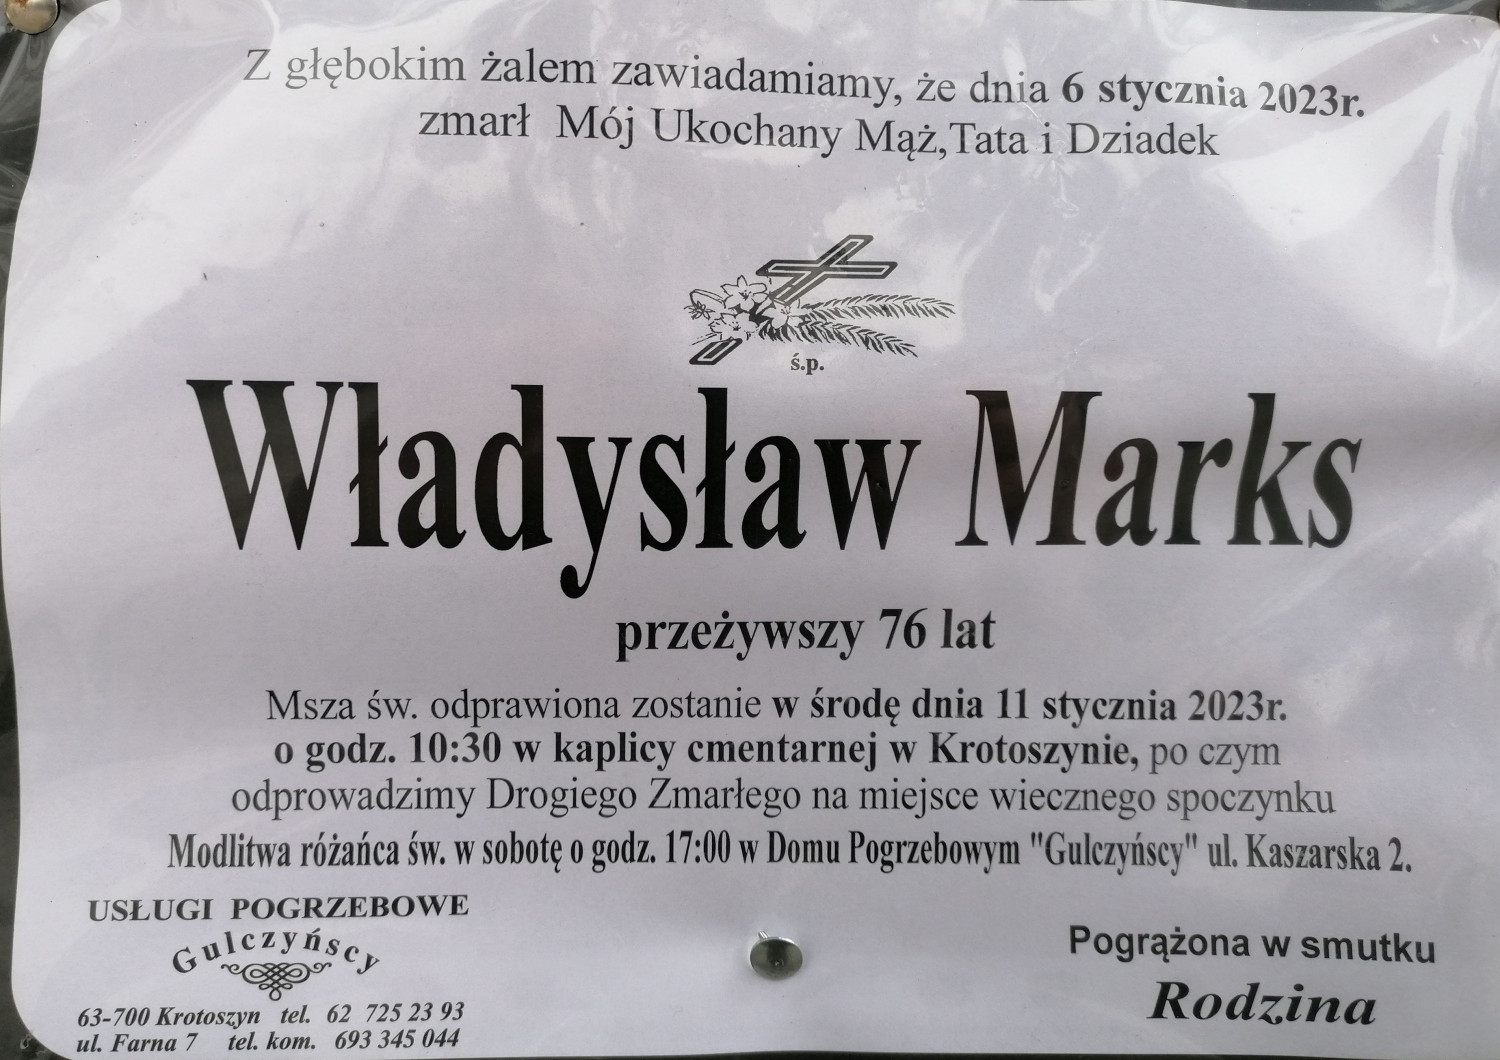 Z głębokim żalem zawiadamiamy, że dnia 6 stycznia 2023r.
zmarł Mój Ukochany Mąż,Tata i Dziadek
ś.p.
Władysław Marks
przeżywszy 76 lat
Msza św. odprawiona zostanie w środę dnia 11 stycznia 2023r.
o godz. 10:30 w kaplicy cmentarnej w Krotoszynie, po czym
odprowadzimy Drogiego Zmarłego na miejsce wiecznego spoczynku
Modlitwa różańca św. w sobotę o godz. 17:00 w Domu Pogrzebowym "Gulczyńscy" ul. Kaszarska 2.
USŁUGI POGRZEBOWE
Gulczyńscy
63-700 Krotoszyn tel. 62 725 23 93
ul. Farna 7 tel. kom. 693 345 044
Pogrążona w smutku
Rodzina